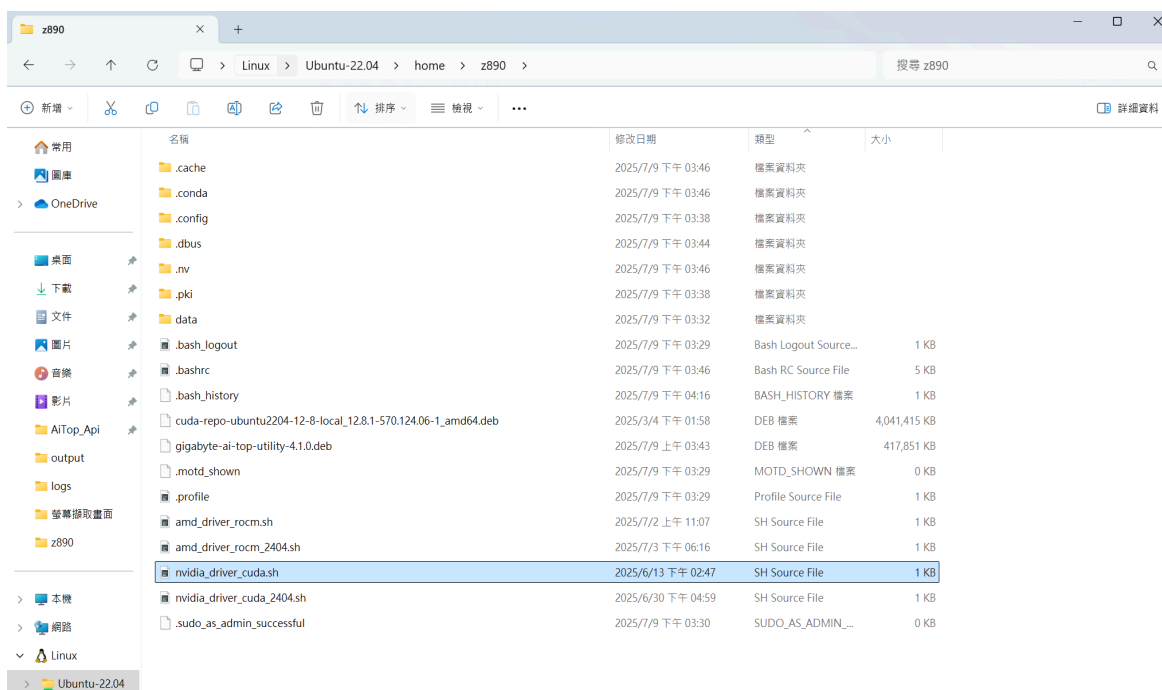 z890
Linux Ubuntu-22.04 home z890 搜尋 z890
新增 排序 檢視 ... 詳細資料
名稱 修改日期 類型 大小
常用
圖庫
OneDrive
桌面
下載
文件
圖片
音樂
影片
AiTop_Api
output
logs
螢幕擷取畫面
z890
本機
網路
Linux
Ubuntu-22.04
.cache 2025/7/9 下午 03:46 檔案資料夾
.conda 2025/7/9 下午 03:46 檔案資料夾
.config 2025/7/9 下午 03:38 檔案資料夾
.dbus 2025/7/9 下午 03:44 檔案資料夾
.nv 2025/7/9 下午 03:46 檔案資料夾
.pki 2025/7/9 下午 03:38 檔案資料夾
data 2025/7/9 下午 03:32 檔案資料夾
.bash_logout 2025/7/9 下午 03:29 Bash Logout Source... 1 KB
.bashrc 2025/7/9 下午 03:46 Bash RC Source File 5 KB
.bash_history 2025/7/9 下午 04:16 BASH_HISTORY 檔案 1 KB
cuda-repo-ubuntu2204-12-8-local_12.8.1-570.124.06-1_amd64.deb 2025/3/4 下午 01:58 DEB 檔案 4,041,415 KB
gigabyte-ai-top-utility-4.1.0.deb 2025/7/9 上午 03:43 DEB 檔案 417,851 KB
.motd_shown 2025/7/9 下午 03:29 MOTD_SHOWN 檔案 0 KB
.profile 2025/7/9 下午 03:29 Profile Source File 1 KB
amd_driver_rocm.sh 2025/7/2 上午 11:07 SH Source File 1 KB
amd_driver_rocm_2404.sh 2025/7/3 下午 06:16 SH Source File 1 KB
nvidia_driver_cuda.sh 2025/6/13 下午 02:47 SH Source File 1 KB
nvidia_driver_cuda_2404.sh 2025/6/30 下午 04:59 SH Source File 1 KB
.sudo_as_admin_successful 2025/7/9 下午 03:30 SUDO_AS_ADMIN_... 0 KB